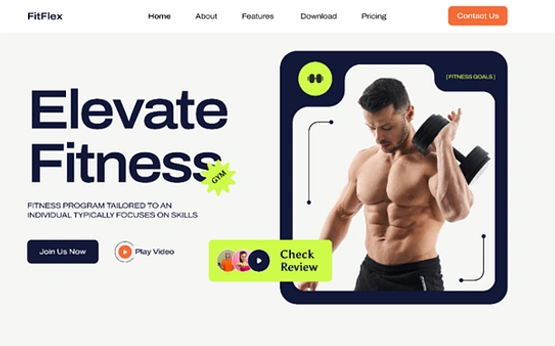 FitFlex
Home
About
Features
Download
Pricing
Contact Us
[ FITNESS GOALS ]
Elevate
Fitness
GYM
FITNESS PROGRAM TAILORED TO AN
INDIVIDUAL TYPICALLY FOCUSES ON SKILLS
Join Us Now
Play Video
Check
Review